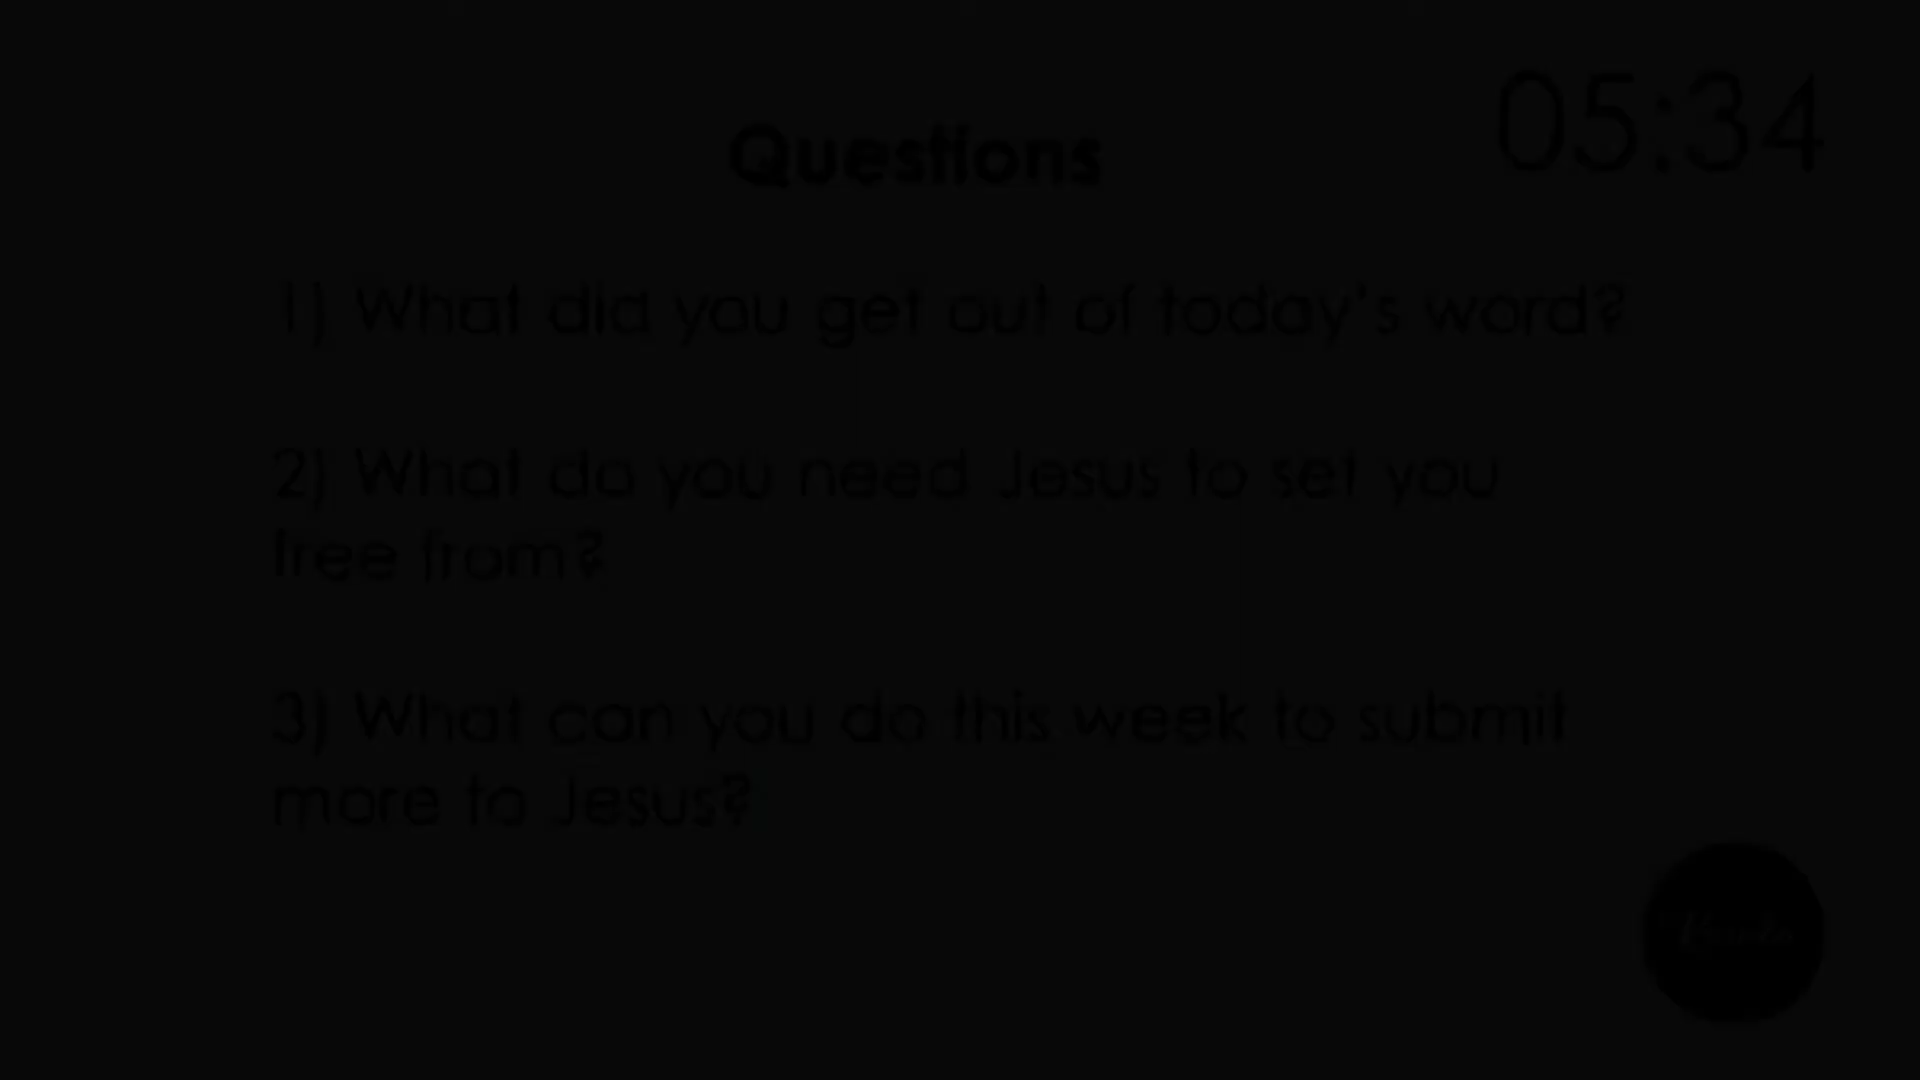 05:34
Questions
1) What did you get out of today's word?
2) What do you need Jesus to set you
free from?
3) What can you do this week to submit
more to Jesus?